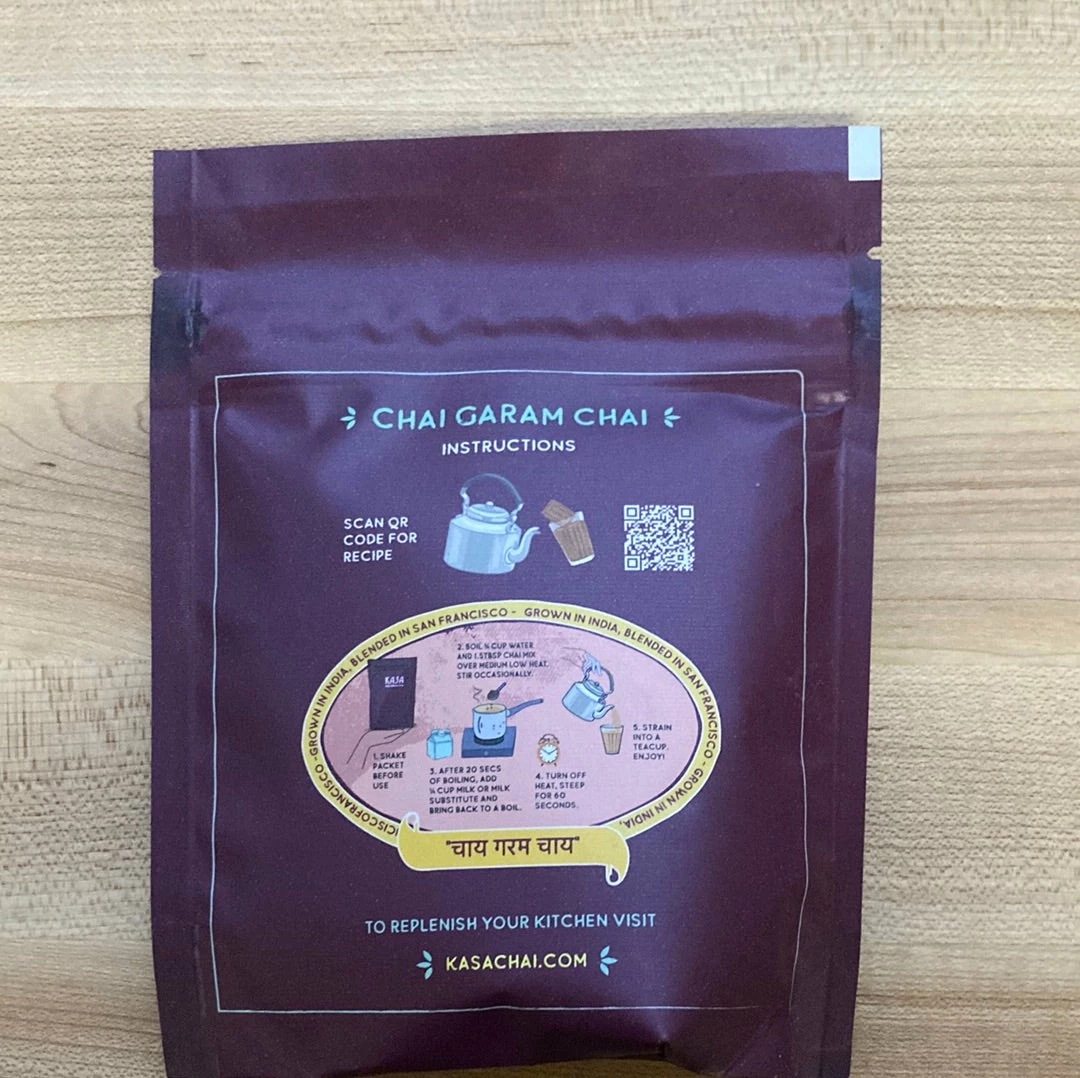 CHAI GARAM CHAI
INSTRUCTIONS
SCAN QR
CODE FOR
RECIPE
GROWN IN INDIA, BLENDED IN SAN FRANCISCO - GROWN IN INDIA, BLENDED IN SAN FRANCISCO - GROWN IN INDIA,
CISCOFRANCISCO -
KASA
1. SHAKE
PACKET
BEFORE
USE
2. BOIL ¾ CUP WATER
AND 1.5TBSP CHAI MIX
OVER MEDIUM LOW HEAT.
STIR OCCASIONALLY.
3. AFTER 20 SECS
OF BOILING, ADD
CUP MILK OR MILK
SUBSTITUTE AND
BRING BACK TO A BOIL.
4. TURN OFF
HEAT, STEEP
FOR 60
SECONDS.
5. STRAIN
INTO A
TEACUP.
ENJOY!
"चाय गरम चाय"
TO REPLENISH YOUR KITCHEN VISIT
KASACHAI.COM